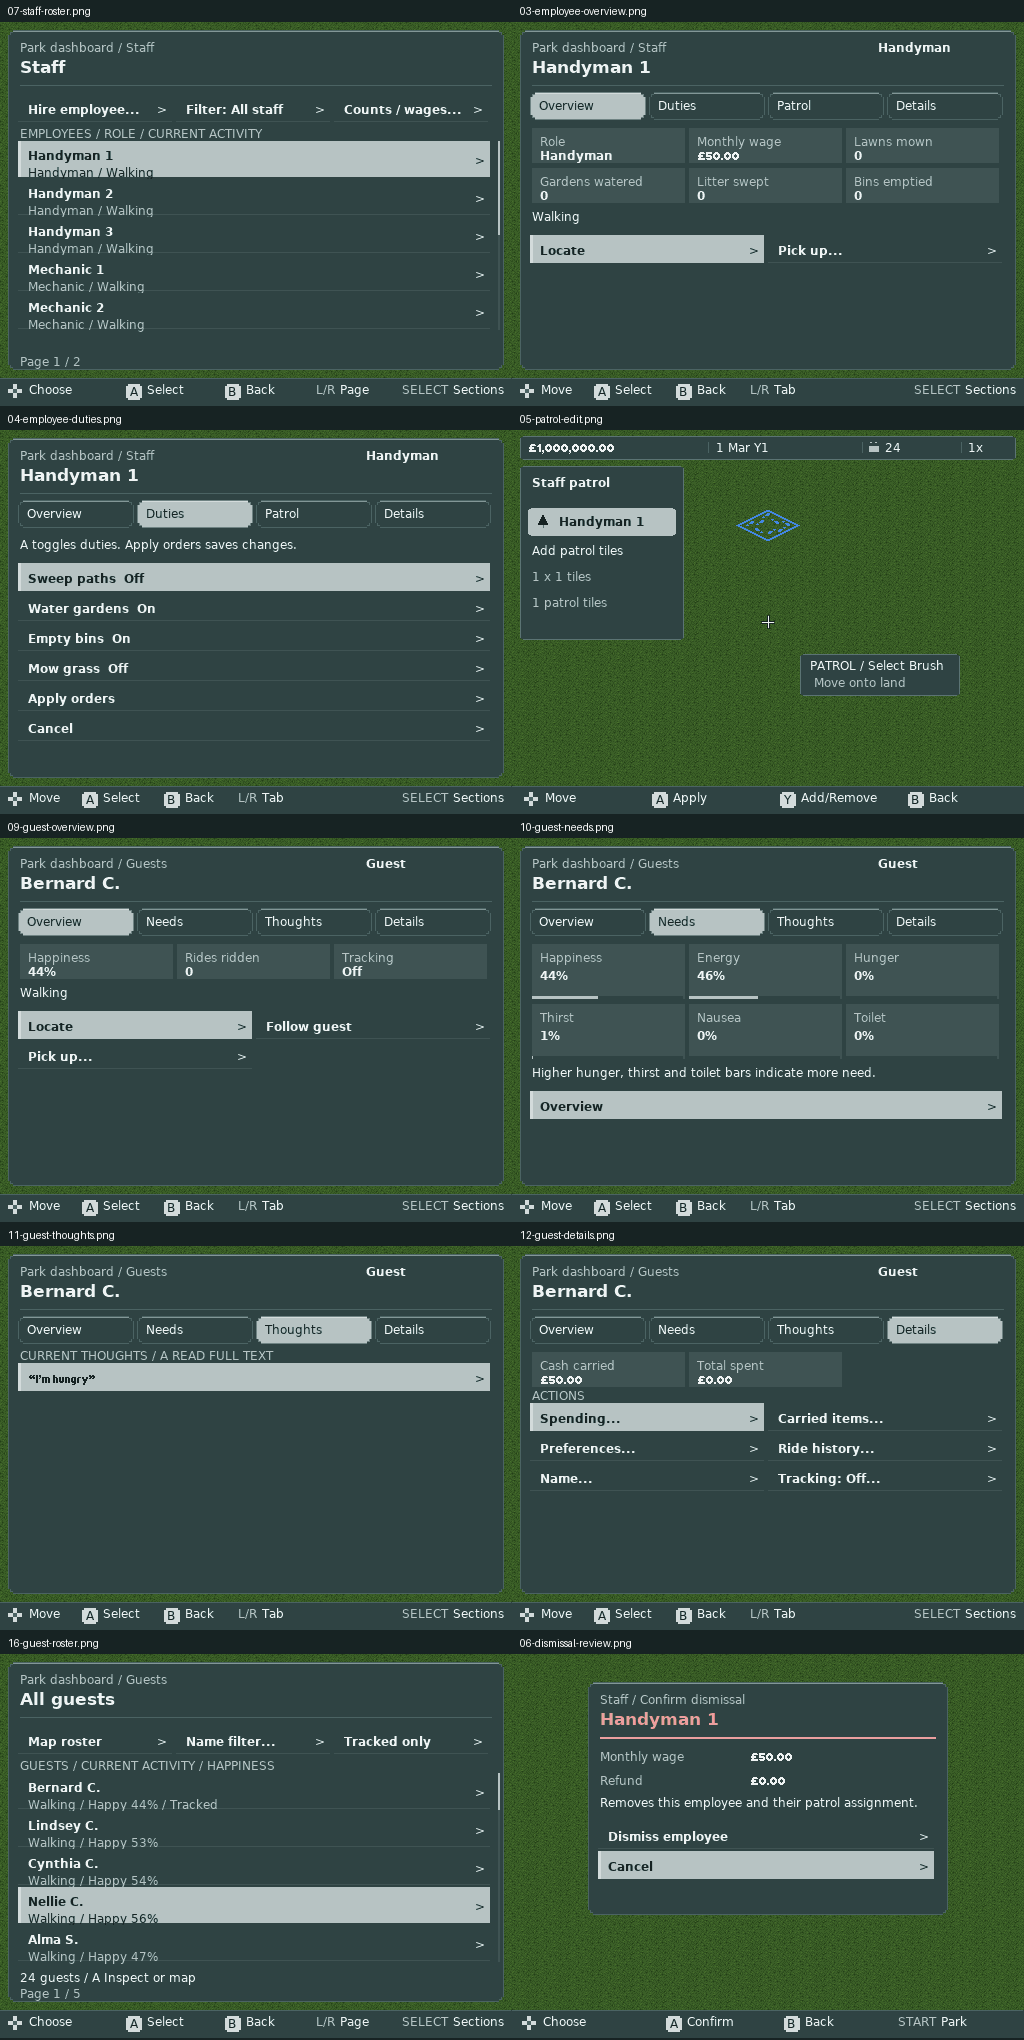 07-staff-roster.png
Park dashboard / Staff
Staff
Hire employee... > Filter: All staff > Counts / wages... >
EMPLOYEES / ROLE / CURRENT ACTIVITY
Handyman 1 >
Handyman / Walking
Handyman 2 >
Handyman / Walking
Handyman 3 >
Handyman / Walking
Mechanic 1 >
Mechanic / Walking
Mechanic 2 >
Mechanic / Walking
Page 1 / 2
Choose A Select B Back L/R Page SELECT Sections
03-employee-overview.png
Park dashboard / Staff Handyman
Handyman 1
Overview Duties Patrol Details
Role Monthly wage Lawns mown
Handyman £50.00 0
Gardens watered Litter swept Bins emptied
0 0 0
Walking
Locate > Pick up... >
Move A Select B Back L/R Tab SELECT Sections
04-employee-duties.png
Park dashboard / Staff Handyman
Handyman 1
Overview Duties Patrol Details
A toggles duties. Apply orders saves changes.
Sweep paths Off >
Water gardens On >
Empty bins On >
Mow grass Off >
Apply orders >
Cancel >
Move A Select B Back L/R Tab SELECT Sections
05-patrol-edit.png
£1,000,000.00 1 Mar Y1 24 1x
Staff patrol
Handyman 1
Add patrol tiles
1 x 1 tiles
1 patrol tiles
PATROL / Select Brush
Move onto land
Move A Apply Y Add/Remove B Back
09-guest-overview.png
Park dashboard / Guests Guest
Bernard C.
Overview Needs Thoughts Details
Happiness Rides ridden Tracking
44% 0 Off
Walking
Locate > Follow guest >
Pick up... >
Move A Select B Back L/R Tab SELECT Sections
10-guest-needs.png
Park dashboard / Guests Guest
Bernard C.
Overview Needs Thoughts Details
Happiness Energy Hunger
44% 46% 0%
Thirst Nausea Toilet
1% 0% 0%
Higher hunger, thirst and toilet bars indicate more need.
Overview >
Move A Select B Back L/R Tab SELECT Sections
11-guest-thoughts.png
Park dashboard / Guests Guest
Bernard C.
Overview Needs Thoughts Details
CURRENT THOUGHTS / A READ FULL TEXT
“I'm hungry” >
Move A Select B Back L/R Tab SELECT Sections
12-guest-details.png
Park dashboard / Guests Guest
Bernard C.
Overview Needs Thoughts Details
Cash carried Total spent
£50.00 £0.00
ACTIONS
Spending... > Carried items... >
Preferences... > Ride history... >
Name... > Tracking: Off... >
Move A Select B Back L/R Tab SELECT Sections
16-guest-roster.png
Park dashboard / Guests
All guests
Map roster > Name filter... > Tracked only >
GUESTS / CURRENT ACTIVITY / HAPPINESS
Bernard C. >
Walking / Happy 44% / Tracked
Lindsey C. >
Walking / Happy 53%
Cynthia C. >
Walking / Happy 54%
Nellie C. >
Walking / Happy 56%
Alma S. >
Walking / Happy 47%
24 guests / A Inspect or map
Page 1 / 5
Choose A Select B Back L/R Page SELECT Sections
06-dismissal-review.png
Staff / Confirm dismissal
Handyman 1
Monthly wage £50.00
Refund £0.00
Removes this employee and their patrol assignment.
Dismiss employee >
Cancel >
Choose A Confirm B Back START Park